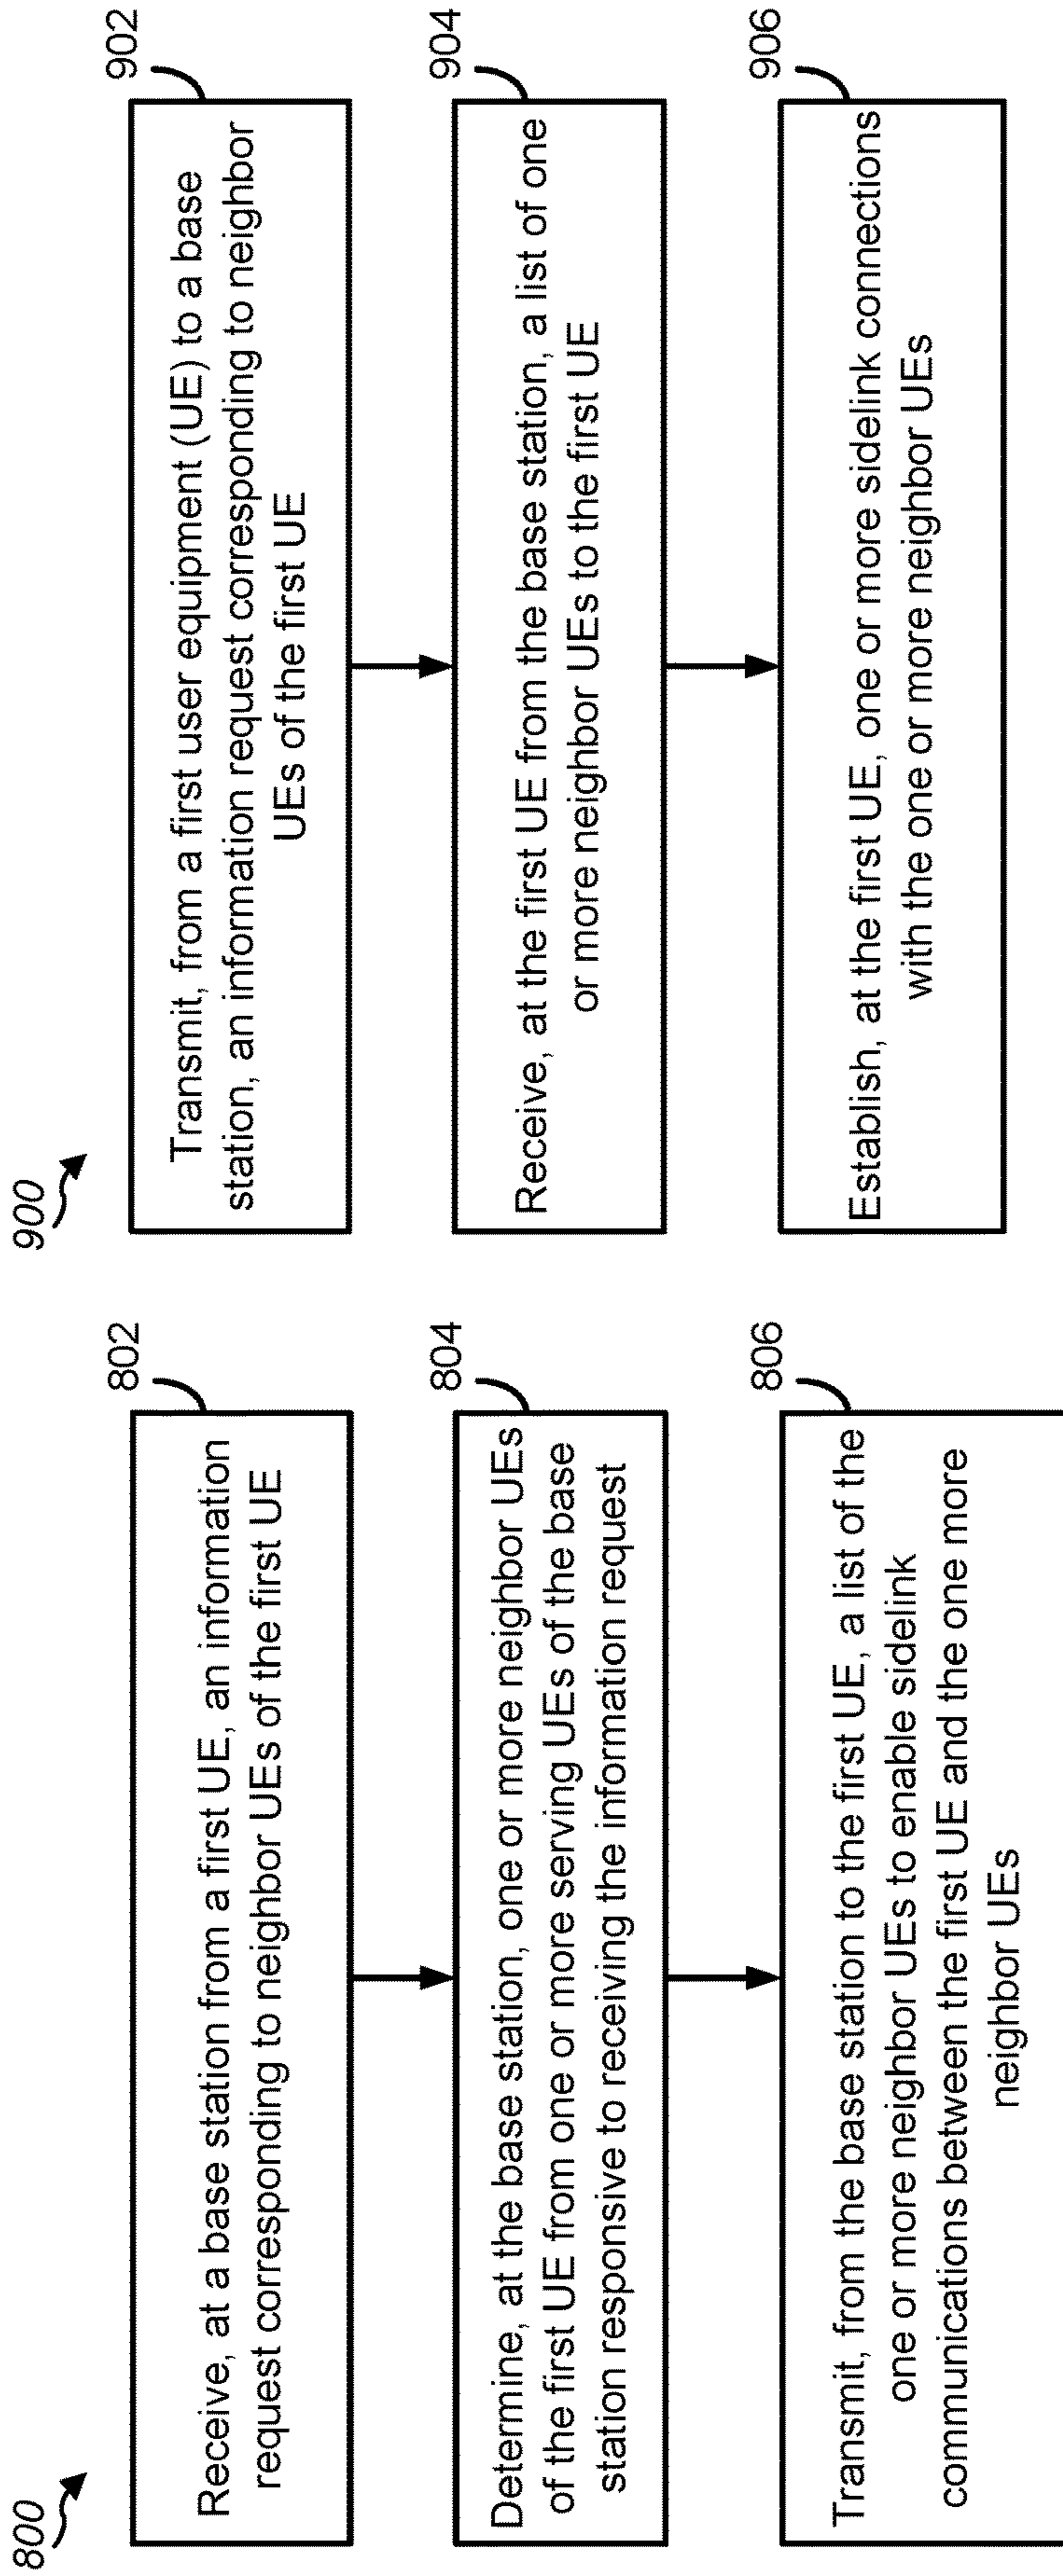 800
802
Receive, at a base station from a first UE, an information
request corresponding to neighbor UEs of the first UE
804
Determine, at the base station, one or more neighbor UEs
of the first UE from one or more serving UEs of the base
station responsive to receiving the information request
806
Transmit, from the base station to the first UE, a list of the
one or more neighbor UEs to enable sidelink
communications between the first UE and the one more
neighbor UEs
900
902
Transmit, from a first user equipment (UE) to a base
station, an information request corresponding to neighbor
UEs of the first UE
904
Receive, at the first UE from the base station, a list of one
or more neighbor UEs to the first UE
906
Establish, at the first UE, one or more sidelink connections
with the one or more neighbor UEs